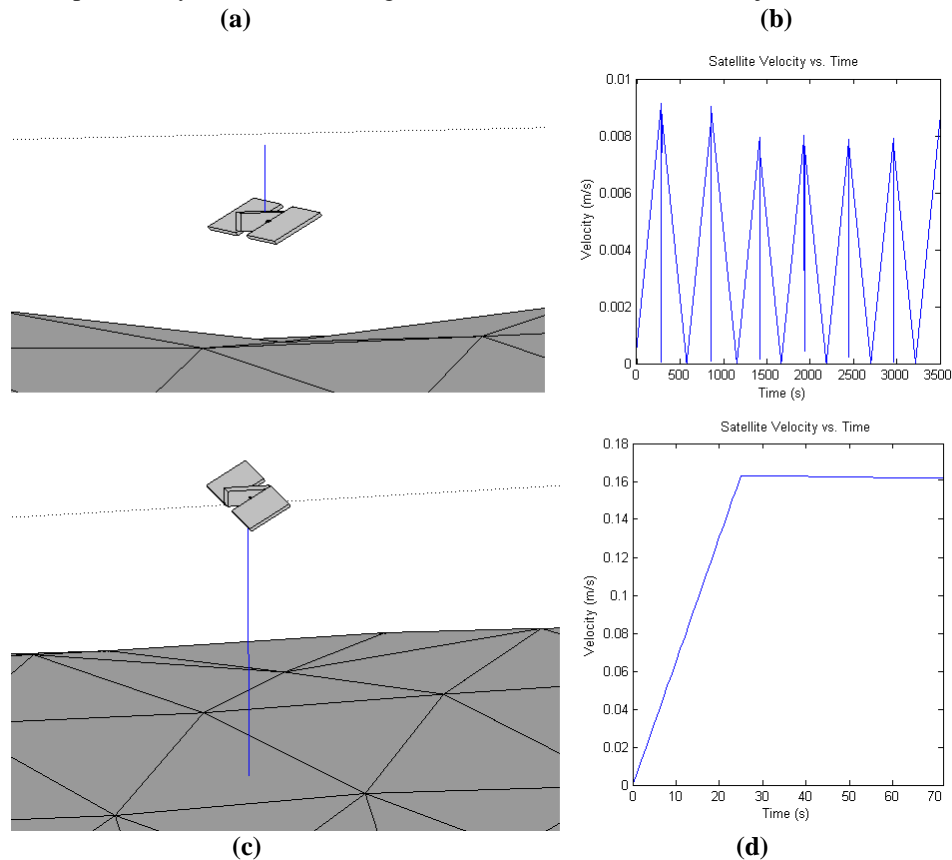 (a) (b)
Satellite Velocity vs. Time
0.01
0.008
0.006
0.004
0.002
0
Velocity (m/s)
0 500 1000 1500 2000 2500 3000 3500
Time (s)
Satellite Velocity vs. Time
0.18
0.16
0.14
0.12
0.1
0.08
0.06
0.04
0.02
0
Velocity (m/s)
0 10 20 30 40 50 60 70
Time (s)
(c) (d)